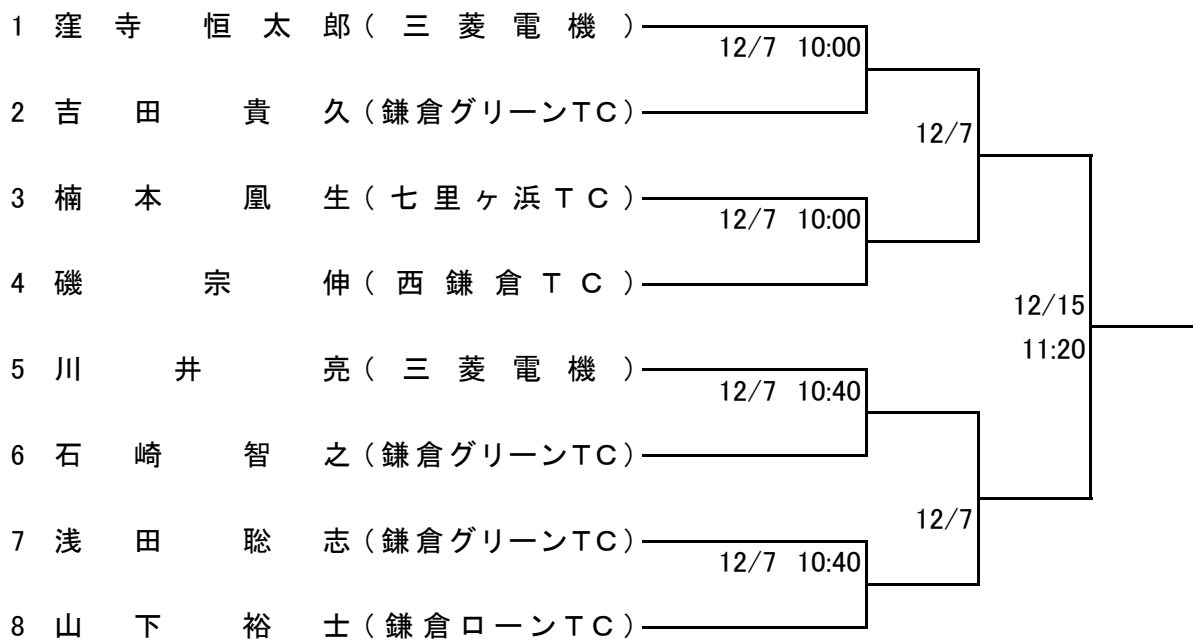 1 窪寺 恒太郎(三菱電機)
12/7 10:00
2 吉田 貴久(鎌倉グリーンTC)
12/7
3 楠本 凰生(七里ヶ浜TC)
12/7 10:00
4 磯 宗伸(西鎌倉TC)
12/15
11:20
5 川井 亮(三菱電機)
12/7 10:40
6 石崎 智之(鎌倉グリーンTC)
12/7
7 浅田 聡志(鎌倉グリーンTC)
12/7 10:40
8 山下 裕士(鎌倉ローンTC)